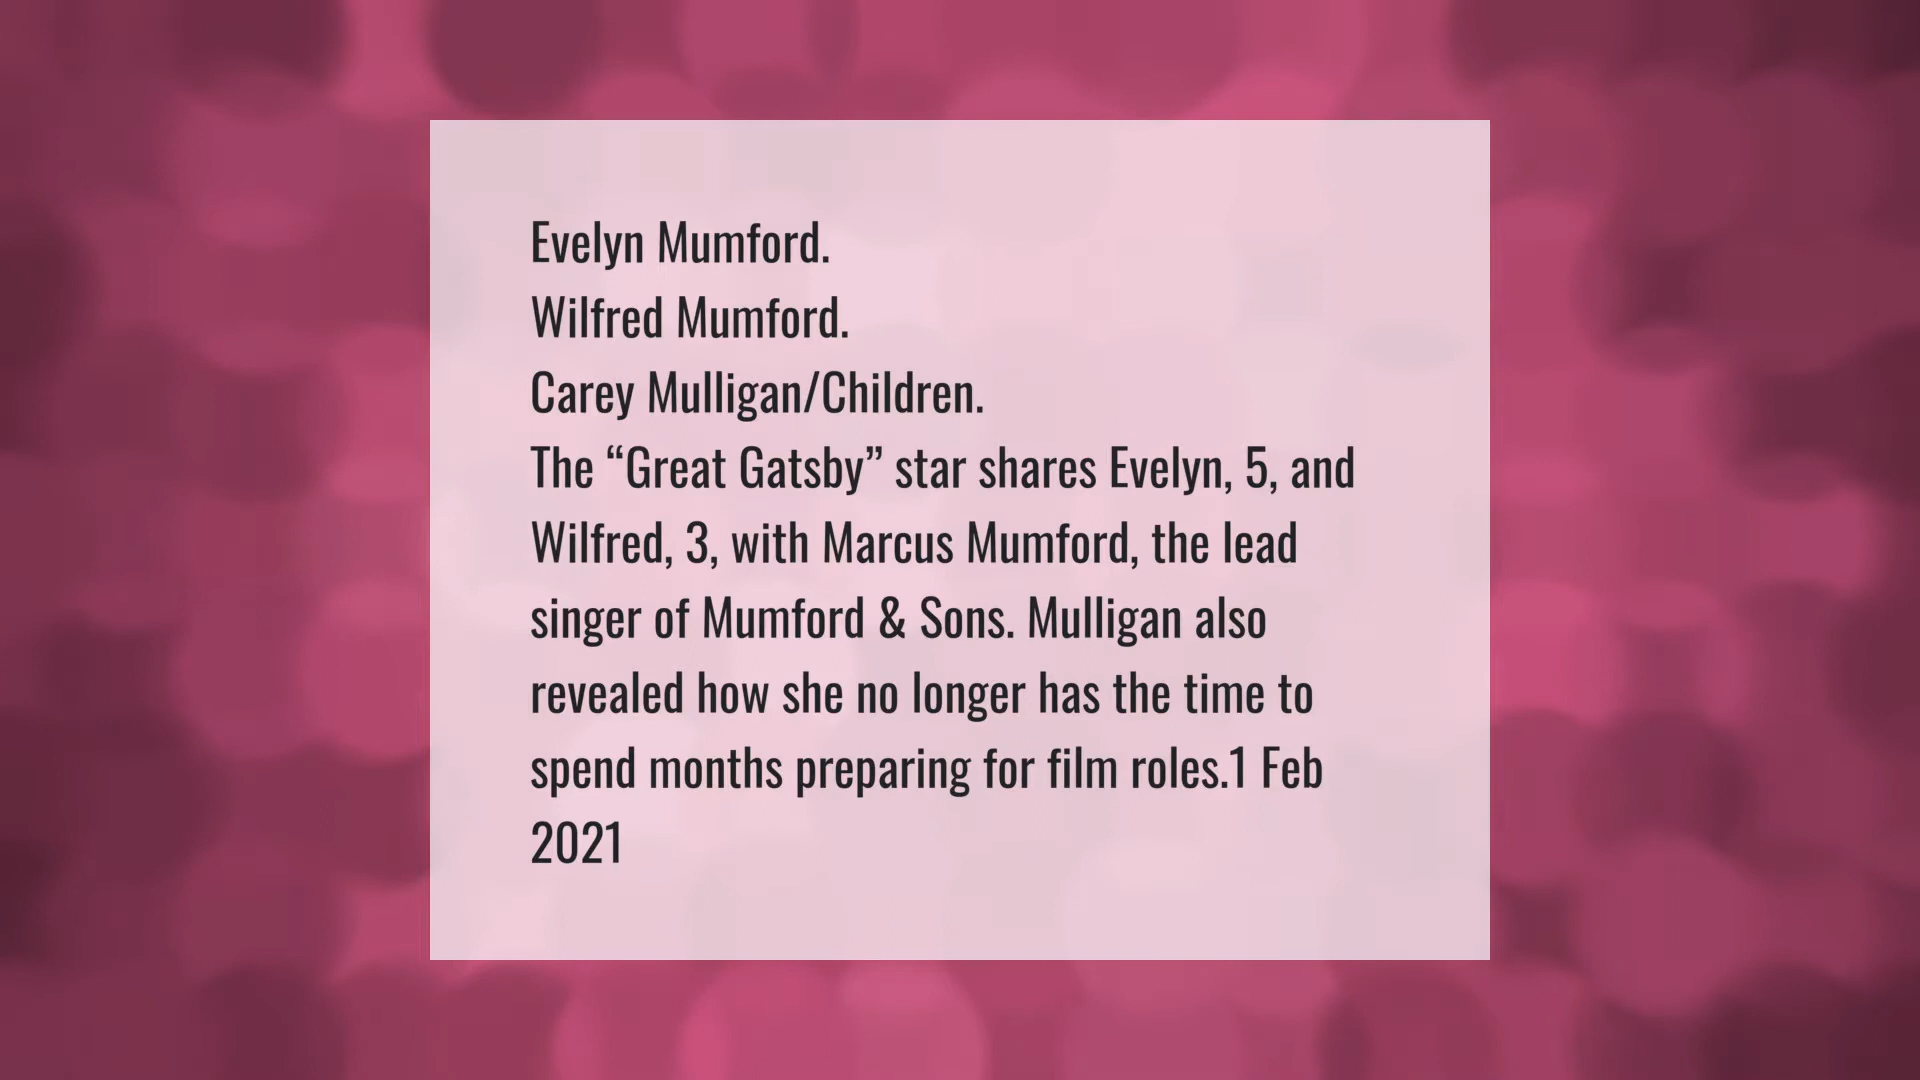 Evelyn Mumford.
Wilfred Mumford.
Carey Mulligan/Children.
The “Great Gatsby” star shares Evelyn, 5, and
Wilfred, 3, with Marcus Mumford, the lead
singer of Mumford & Sons. Mulligan also
revealed how she no longer has the time to
spend months preparing for film roles.1 Feb
2021